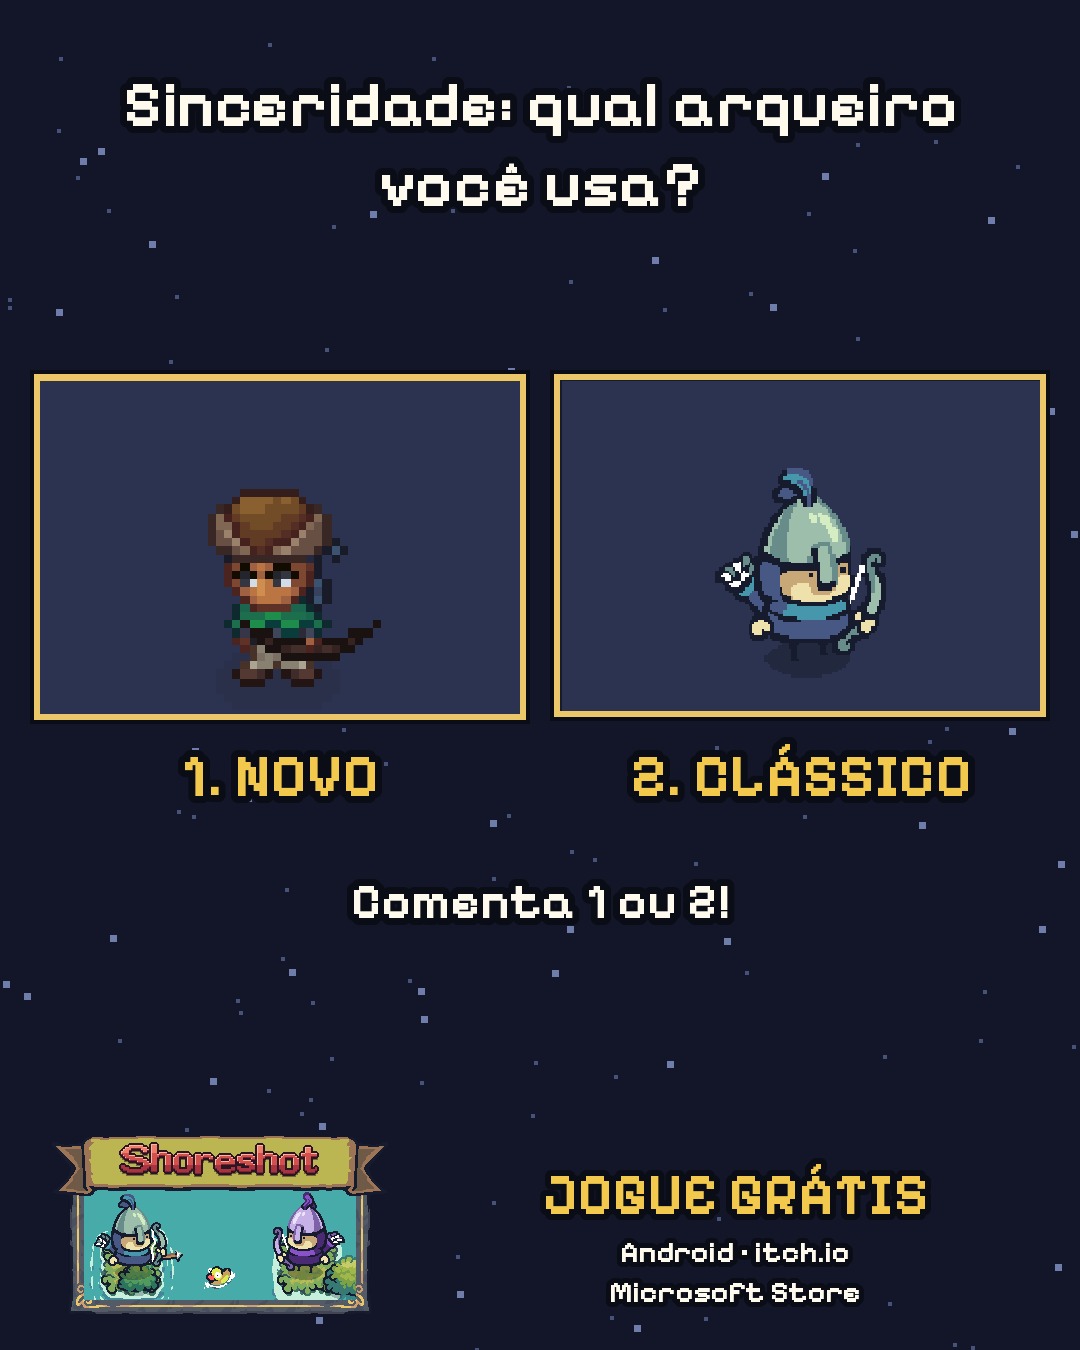 Sinceridade: qual arqueiro
você usa?
1. NOVO
2. CLÁSSICO
Comenta 1 ou 2!
Shoreshot
JOGUE GRÁTIS
Android · itch.io
Microsoft Store